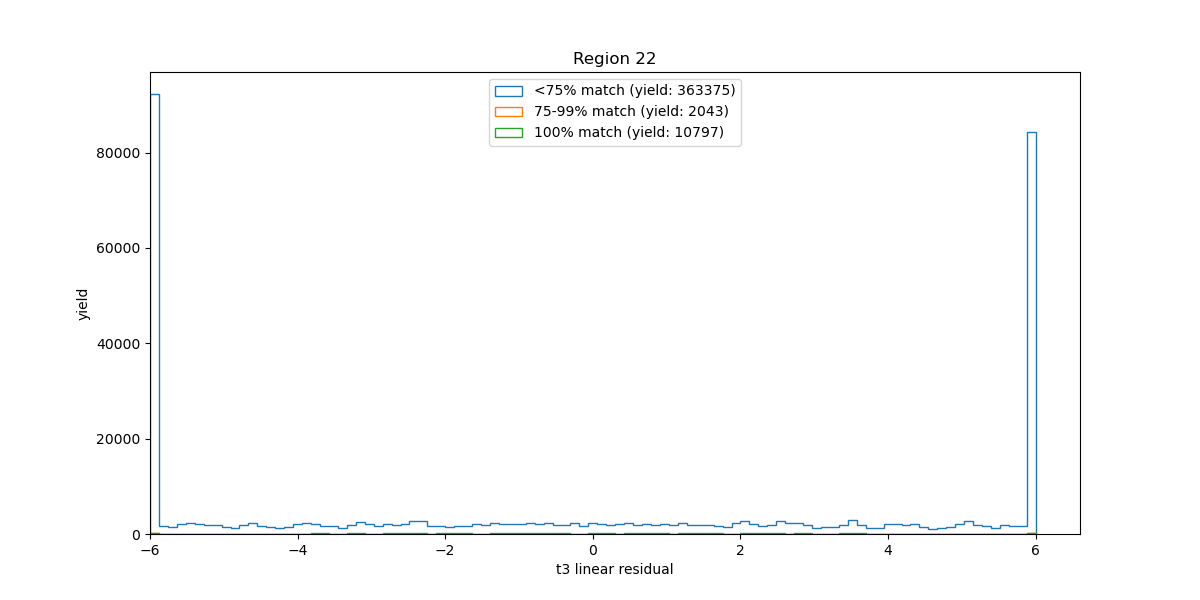 Region 22
<75% match (yield: 363375)
75-99% match (yield: 2043)
100% match (yield: 10797)
80000
60000
40000
20000
0
yield
−6
−4
−2
0
2
4
6
t3 linear residual